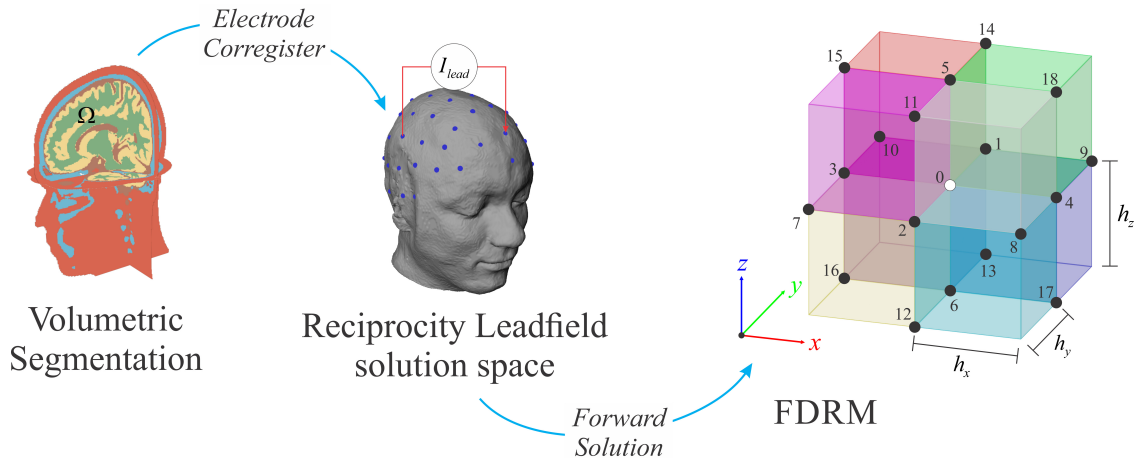 Electrode
Corregister
I_lead
Ω
Volumetric
Segmentation
Reciprocity Leadfield
solution space
Forward
Solution
14
15
5
18
11
1
10
9
3
0
4
7
2
8
13
16
6
17
12
h_z
h_y
h_x
z
y
x
FDRM